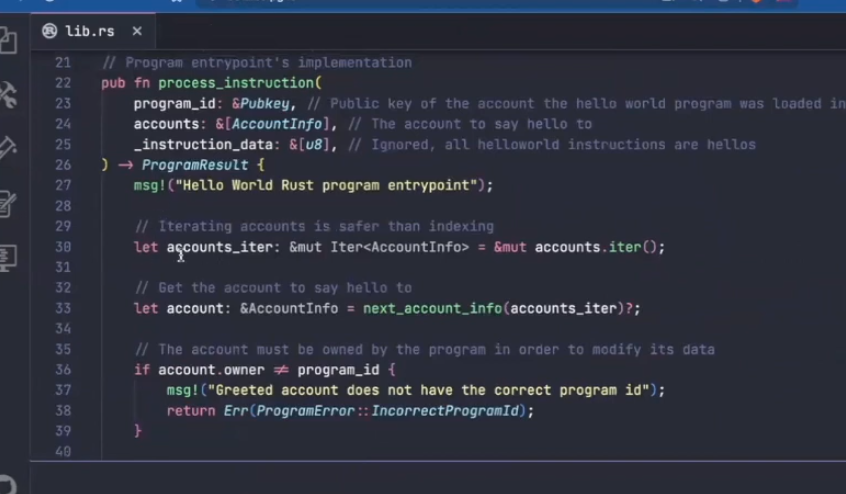 lib.rs ×
21 // Program entrypoint's implementation
22 pub fn process_instruction(
23 program_id: &Pubkey, // Public key of the account the hello world program was loaded in
24 accounts: &[AccountInfo], // The account to say hello to
25 _instruction_data: &[u8], // Ignored, all helloworld instructions are hellos
26 ) → ProgramResult {
27 msg!("Hello World Rust program entrypoint");
28
29 // Iterating accounts is safer than indexing
30 let accounts_iter: &mut Iter<AccountInfo> = &mut accounts.iter();
31
32 // Get the account to say hello to
33 let account: &AccountInfo = next_account_info(accounts_iter)?;
34
35 // The account must be owned by the program in order to modify its data
36 if account.owner ≠ program_id {
37 msg!("Greeted account does not have the correct program id");
38 return Err(ProgramError::IncorrectProgramId);
39 }
40